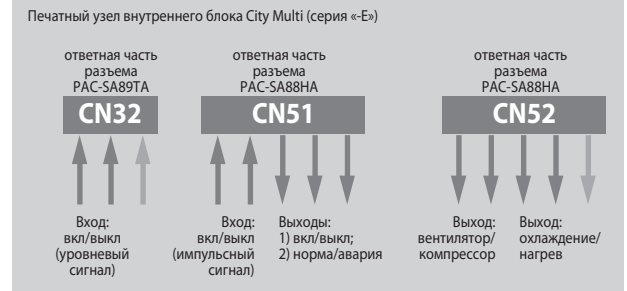 Печатный узел внутреннего блока City Multi (серия «-E»)
ответная часть
разъема
PAC-SA89TA
CN32
ответная часть
разъема
PAC-SA88HA
CN51
ответная часть
разъема
PAC-SA88HA
CN52
Вход:
вкл/выкл
(уровневый
сигнал)
Вход:
вкл/выкл
(импульсный
сигнал)
Выходы:
1) вкл/выкл;
2) норма/авария
Выход:
вентилятор/
компрессор
Выход:
охлаждение/
нагрев